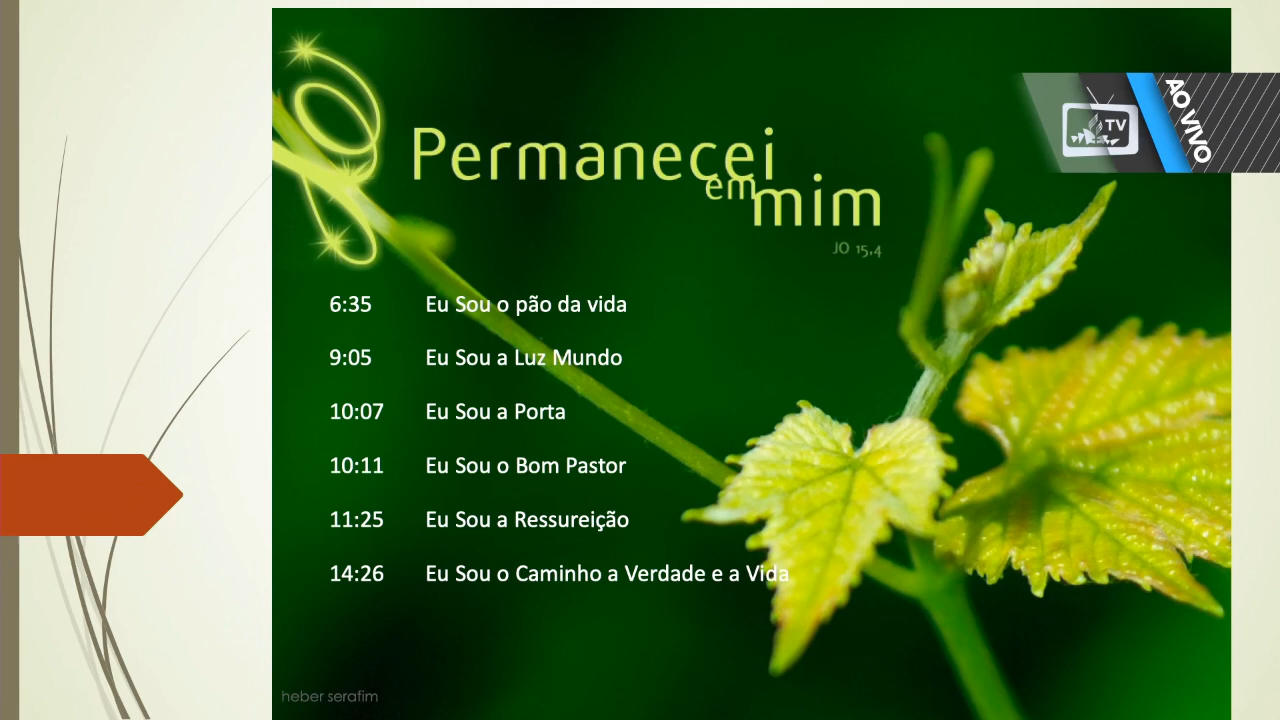 Permanecei
em mim
JO 15,4
TV
AO VIVO
6:35 Eu Sou o pão da vida
9:05 Eu Sou a Luz Mundo
10:07 Eu Sou a Porta
10:11 Eu Sou o Bom Pastor
11:25 Eu Sou a Ressureição
14:26 Eu Sou o Caminho a Verdade e a Vida
heber serafim